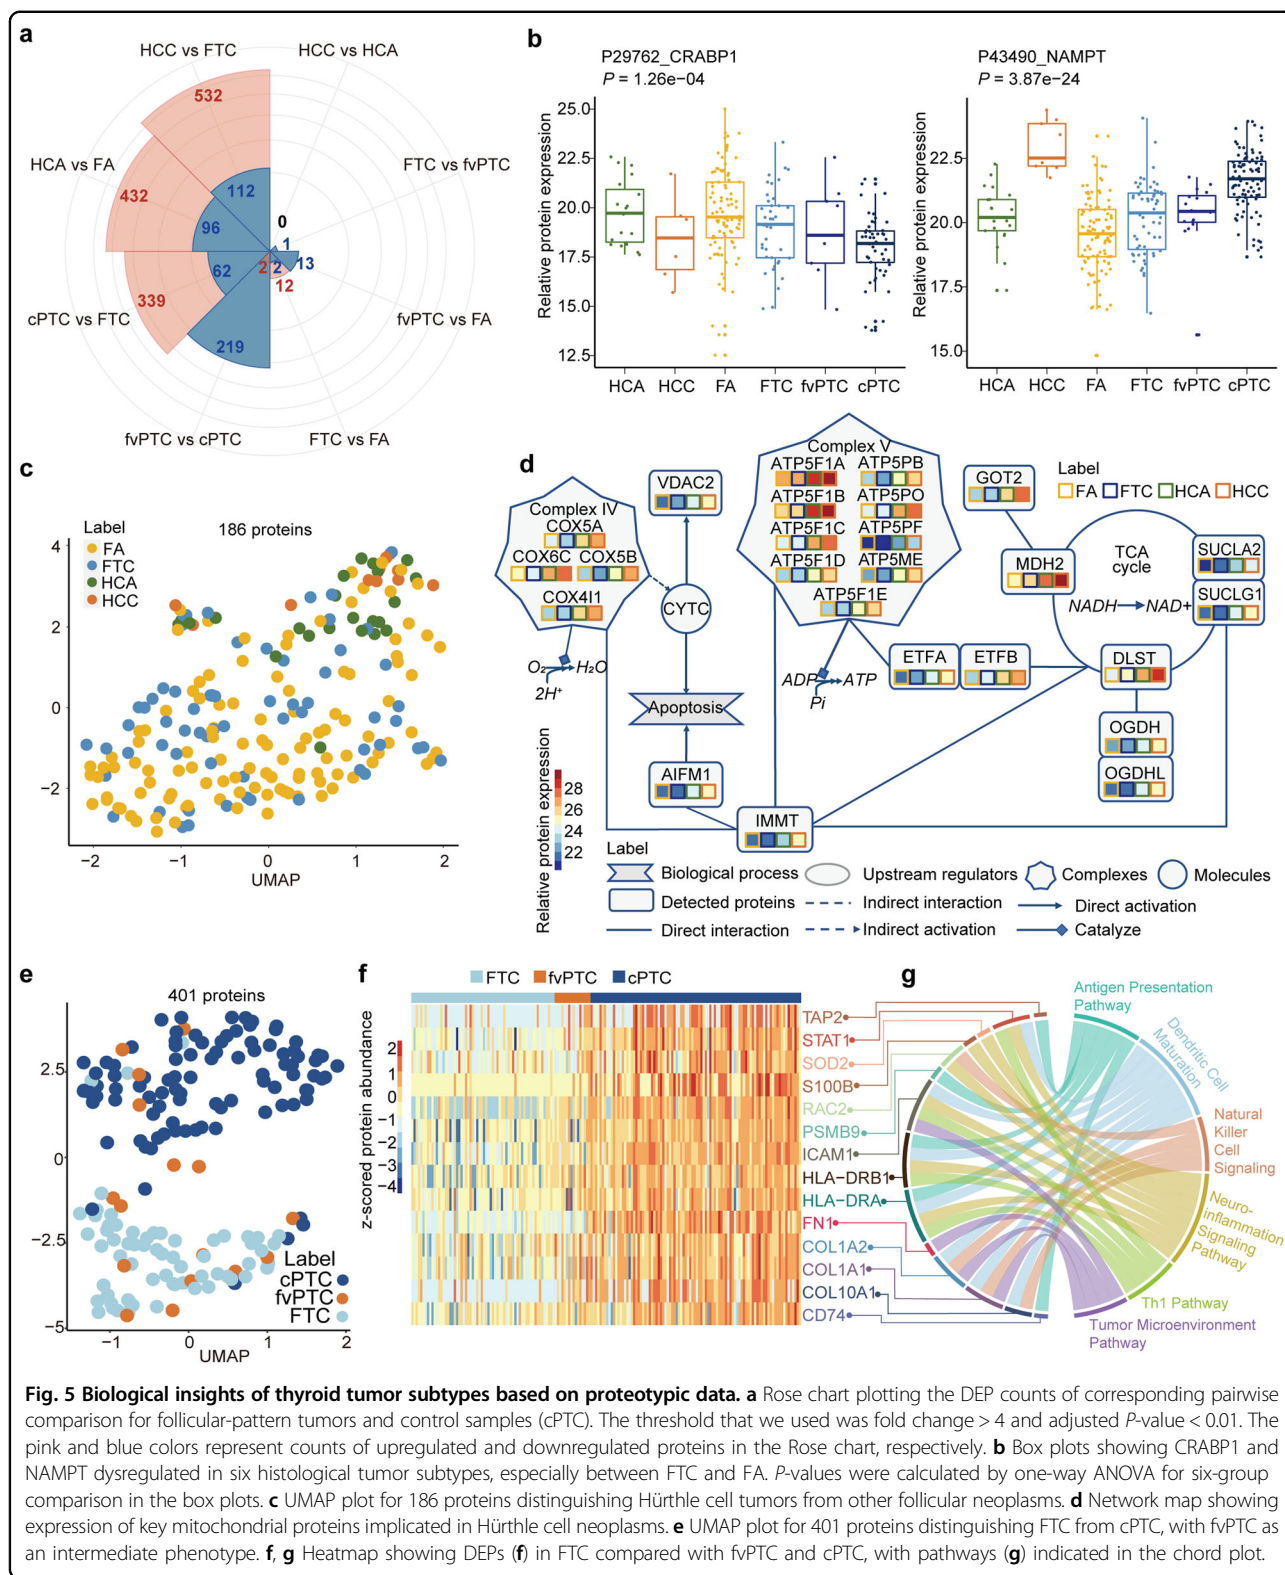 a
HCC vs FTC
HCC vs HCA
532
HCA vs FA
FTC vs fvPTC
432
112
96
0
1
13
62
2
2
12
339
219
cPTC vs FTC
fvPTC vs FA
fvPTC vs cPTC
FTC vs FA
b
P29762_CRABP1
P = 1.26e−04
Relative protein expression
25.0
22.5
20.0
17.5
15.0
12.5
HCA HCC FA FTC fvPTC cPTC
P43490_NAMPT
P = 3.87e−24
Relative protein expression
22.5
20.0
15.0
HCA HCC FA FTC fvPTC cPTC
c
186 proteins
Label
FA
FTC
HCA
HCC
4
2
0
−2
−2 −1 0 1 2
UMAP
d
Complex IV
COX5A
COX6C COX5B
COX4I1
O₂ H₂O
2H⁺
VDAC2
CYTC
Apoptosis
AIFM1
IMMT
Complex V
ATP5F1A ATP5PB
ATP5F1B ATP5PO
ATP5F1C ATP5PF
ATP5F1D ATP5ME
ATP5F1E
ADP ATP
Pi
ETFA ETFB
GOT2
Label
FA FTC HCA HCC
MDH2
TCA
cycle
NADH NAD+
SUCLA2
SUCLG1
DLST
OGDH
OGDHL
Relative protein expression
28
26
24
22
Label
Biological process Upstream regulators Complexes Molecules
Detected proteins Indirect interaction Direct activation
Direct interaction Indirect activation Catalyze
e
401 proteins
2.5
0
−2.5
−5
Label
cPTC
fvPTC
FTC
−1 0 1 2
UMAP
f
FTC fvPTC cPTC
z-scored protein abundance
2
1
0
−1
−2
−3
−4
TAP2
STAT1
SOD2
S100B
RAC2
PSMB9
ICAM1
HLA−DRB1
HLA−DRA
FN1
COL1A2
COL1A1
COL10A1
CD74
g
Antigen Presentation
Pathway
Dendritic Cell
Maturation
Natural
Killer
Cell
Signaling
Neuro-
inflammation
Signaling
Pathway
Th1 Pathway
Tumor Microenvironment
Pathway
Fig. 5 Biological insights of thyroid tumor subtypes based on proteotypic data. a Rose chart plotting the DEP counts of corresponding pairwise
comparison for follicular-pattern tumors and control samples (cPTC). The threshold that we used was fold change > 4 and adjusted P-value < 0.01. The
pink and blue colors represent counts of upregulated and downregulated proteins in the Rose chart, respectively. b Box plots showing CRABP1 and
NAMPT dysregulated in six histological tumor subtypes, especially between FTC and FA. P-values were calculated by one-way ANOVA for six-group
comparison in the box plots. c UMAP plot for 186 proteins distinguishing Hürthle cell tumors from other follicular neoplasms. d Network map showing
expression of key mitochondrial proteins implicated in Hürthle cell neoplasms. e UMAP plot for 401 proteins distinguishing FTC from cPTC, with fvPTC as
an intermediate phenotype. f, g Heatmap showing DEPs (f) in FTC compared with fvPTC and cPTC, with pathways (g) indicated in the chord plot.